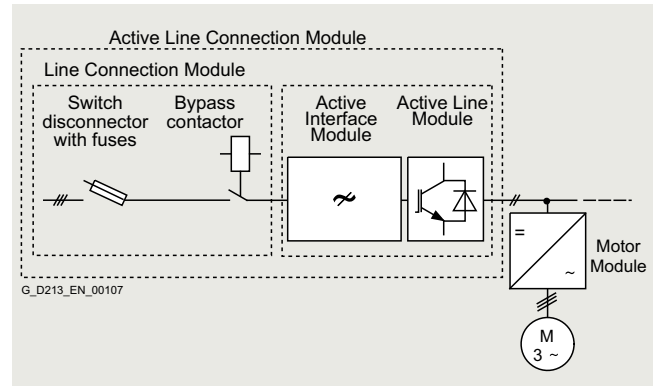 Active Line Connection Module
Line Connection Module
Switch
disconnector
with fuses
Bypass
contactor
Active
Interface
Module
Active Line
Module
=
~
Motor
Module
G_D213_EN_00107
M
3 ~